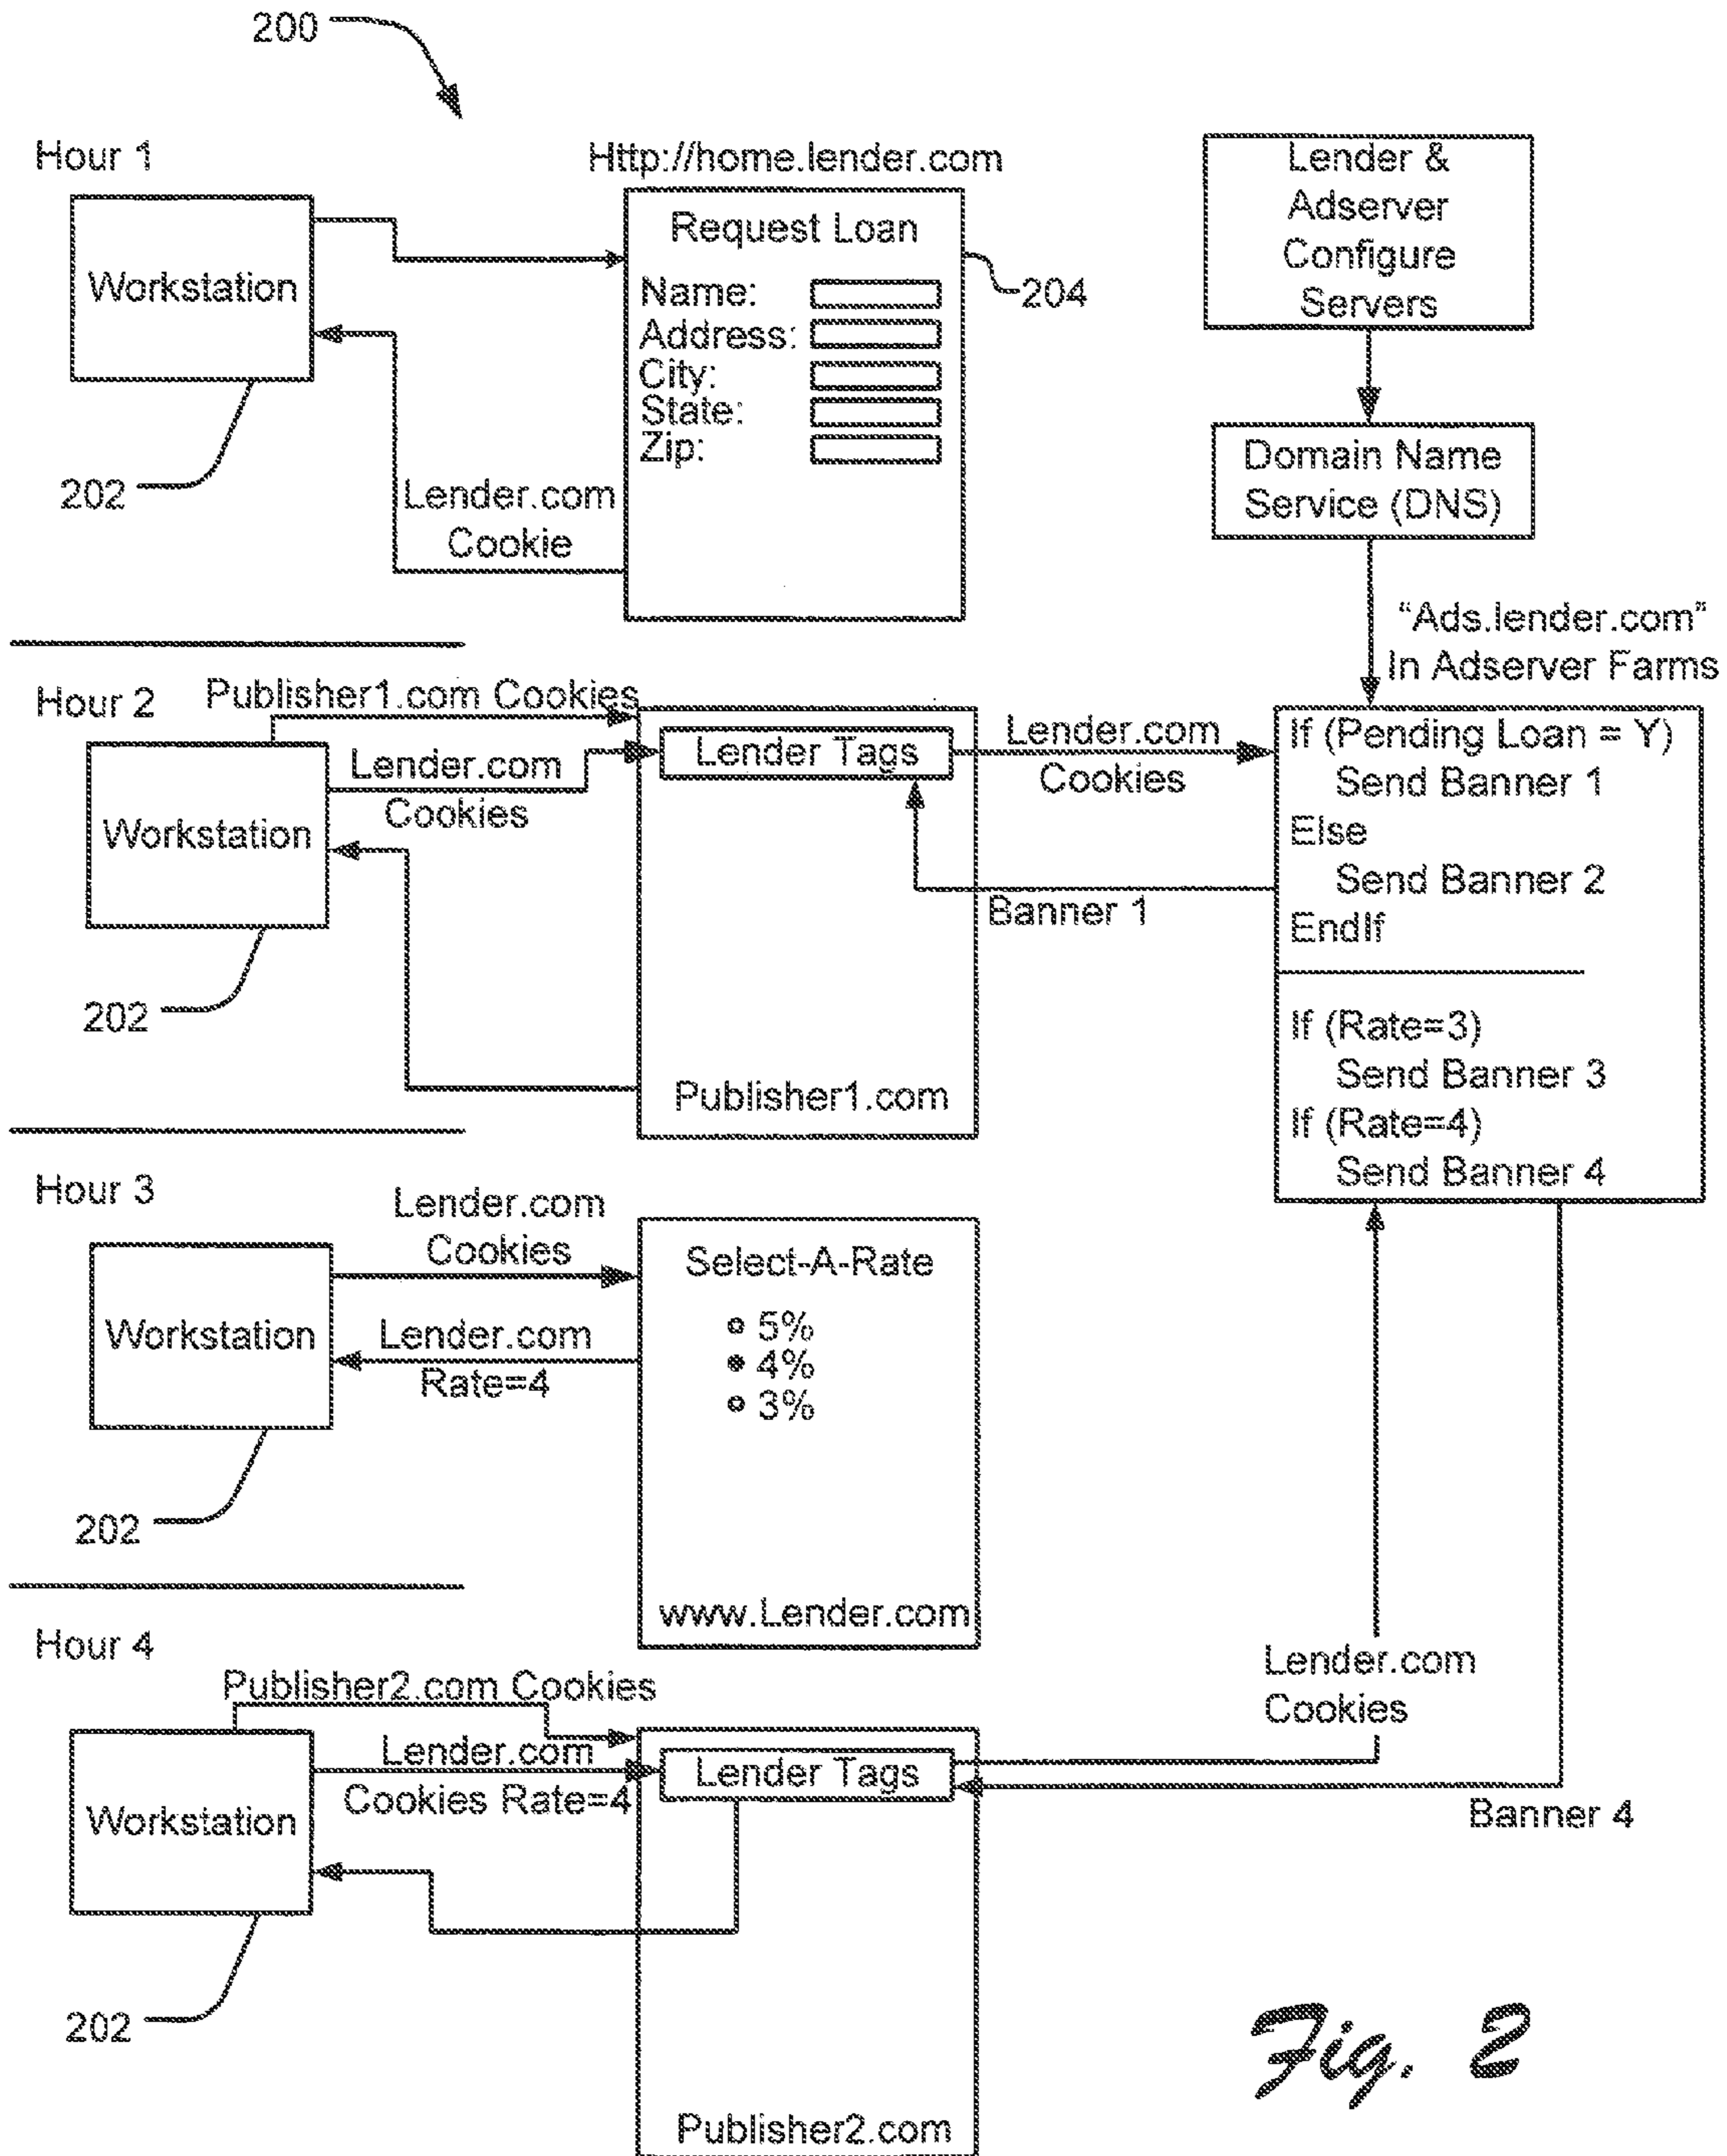 200
Hour 1
Http://home.lender.com
Workstation
202
Request Loan
Name:
Address:
City:
State:
Zip:
204
Lender.com
Cookie
Lender &
Adserver
Configure
Servers
Domain Name
Service (DNS)
"Ads.lender.com"
In Adserver Farms
Hour 2
Publisher1.com Cookies
Workstation
202
Lender.com
Cookies
Lender Tags
Publisher1.com
Lender.com
Cookies
Banner 1
If (Pending Loan = Y)
Send Banner 1
Else
Send Banner 2
EndIf
If (Rate=3)
Send Banner 3
If (Rate=4)
Send Banner 4
Hour 3
Workstation
202
Lender.com
Cookies
Lender.com
Rate=4
Select-A-Rate
5%
4%
3%
www.Lender.com
Hour 4
Publisher2.com Cookies
Workstation
202
Lender.com
Cookies Rate=4
Lender Tags
Publisher2.com
Lender.com
Cookies
Banner 4
Fig. 2